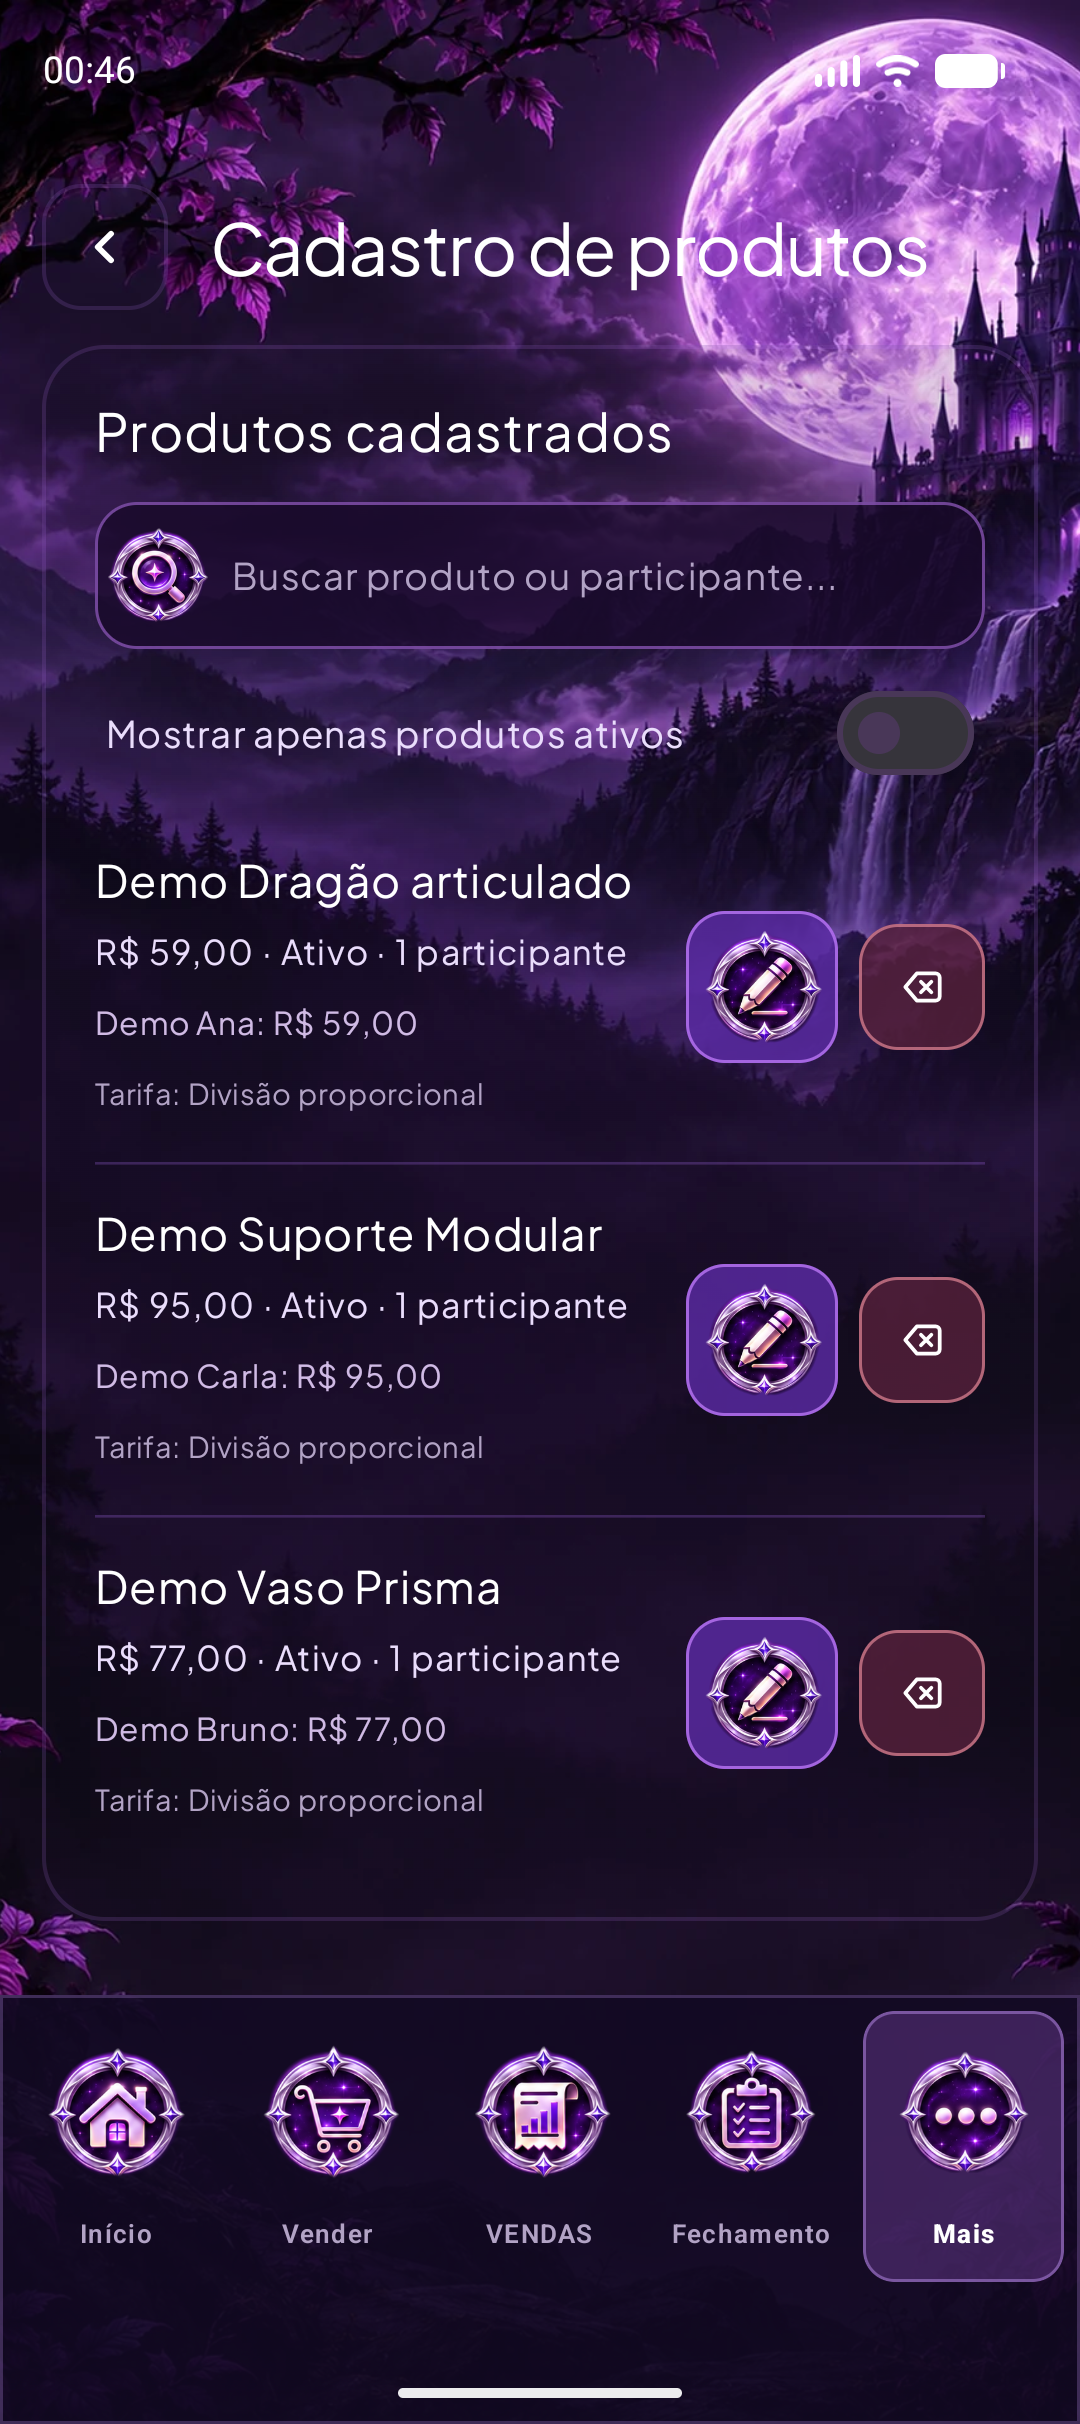 00:46
Cadastro de produtos
Produtos cadastrados
Buscar produto ou participante...
Mostrar apenas produtos ativos
Demo Dragão articulado
R$ 59,00 · Ativo · 1 participante
Demo Ana: R$ 59,00
Tarifa: Divisão proporcional
Demo Suporte Modular
R$ 95,00 · Ativo · 1 participante
Demo Carla: R$ 95,00
Tarifa: Divisão proporcional
Demo Vaso Prisma
R$ 77,00 · Ativo · 1 participante
Demo Bruno: R$ 77,00
Tarifa: Divisão proporcional
Início
Vender
VENDAS
Fechamento
Mais